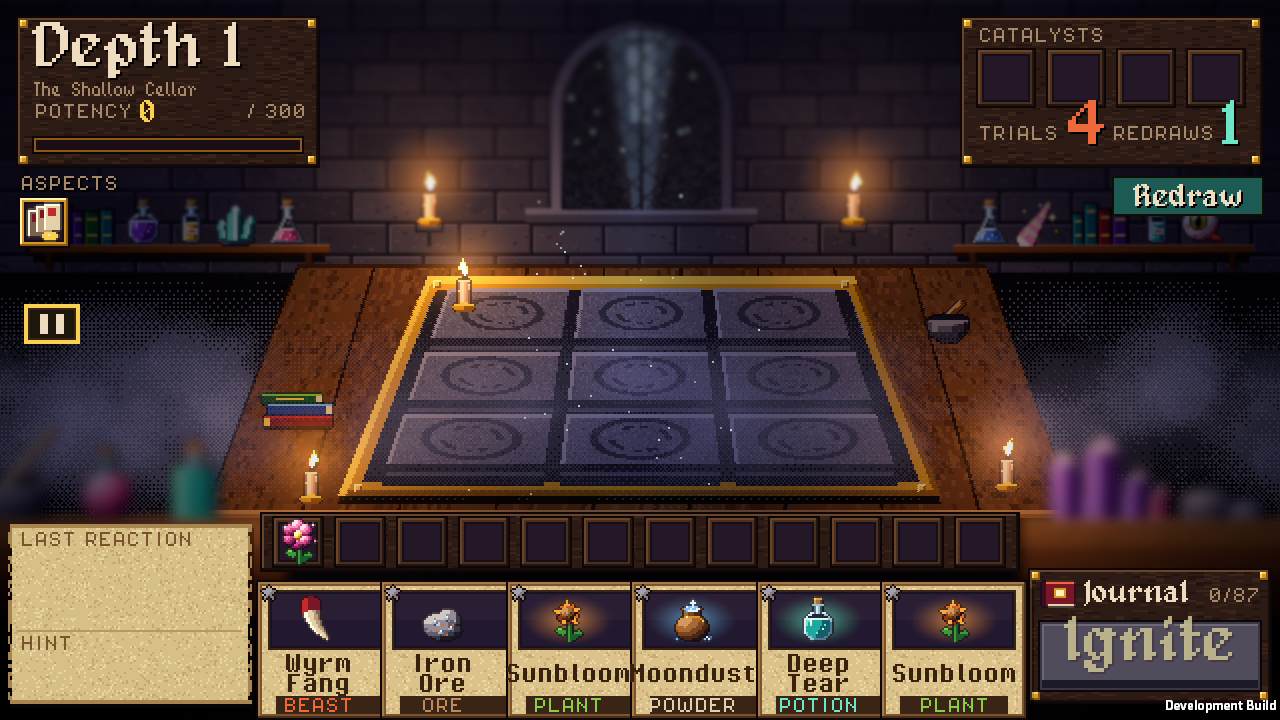 Depth 1
The Shallow Cellar
POTENCY 0 / 300
ASPECTS
CATALYSTS
TRIALS 4 REDRAWS 1
Redraw
LAST REACTION
HINT
Wyrm
Fang
BEAST
Iron
Ore
ORE
Sunbloom
PLANT
Moondust
POWDER
Deep
Tear
POTION
Sunbloom
PLANT
Journal 0/87
Ignite
Development Build